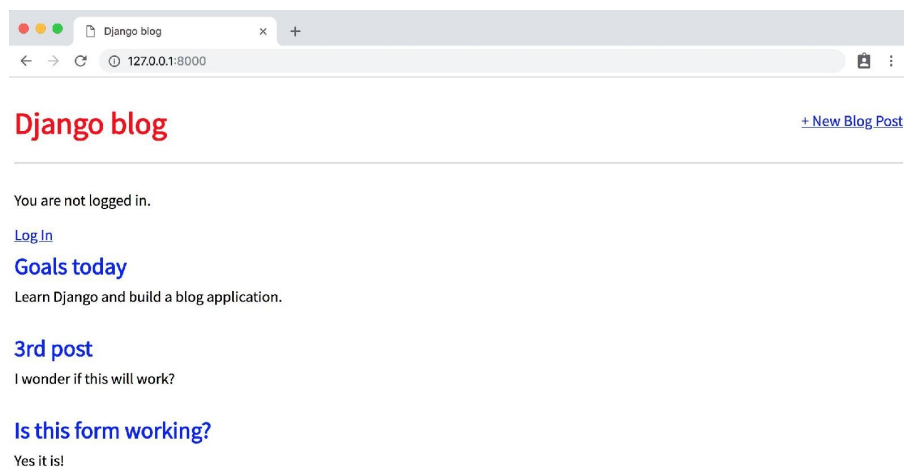 Django blog
127.0.0.1:8000
Django blog
+ New Blog Post
You are not logged in.
Log In
Goals today
Learn Django and build a blog application.
3rd post
I wonder if this will work?
Is this form working?
Yes it is!